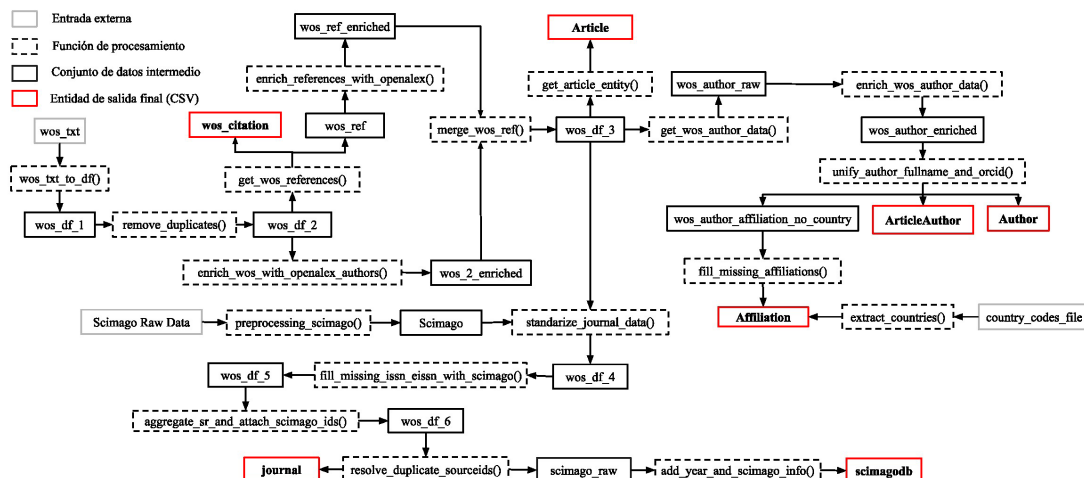 Entrada externa
Función de procesamiento
Conjunto de datos intermedio
Entidad de salida final (CSV)
wos_ref_enriched
Article
enrich_references_with_openalex()
get_article_entity()
wos_author_raw
enrich_wos_author_data()
wos_txt
wos_citation
wos_ref
merge_wos_ref()
wos_df_3
get_wos_author_data()
wos_author_enriched
wos_txt_to_df()
get_wos_references()
unify_author_fullname_and_orcid()
wos_df_1
remove_duplicates()
wos_df_2
wos_author_affiliation_no_country
ArticleAuthor
Author
enrich_wos_with_openalex_authors()
wos_2_enriched
fill_missing_affiliations()
Scimago Raw Data
preprocessing_scimago()
Scimago
standarize_journal_data()
Affiliation
extract_countries()
country_codes_file
wos_df_5
fill_missing_issn_eissn_with_scimago()
wos_df_4
aggregate_sr_and_attach_scimago_ids()
wos_df_6
journal
resolve_duplicate_sourceids()
scimago_raw
add_year_and_scimago_info()
scimagodb